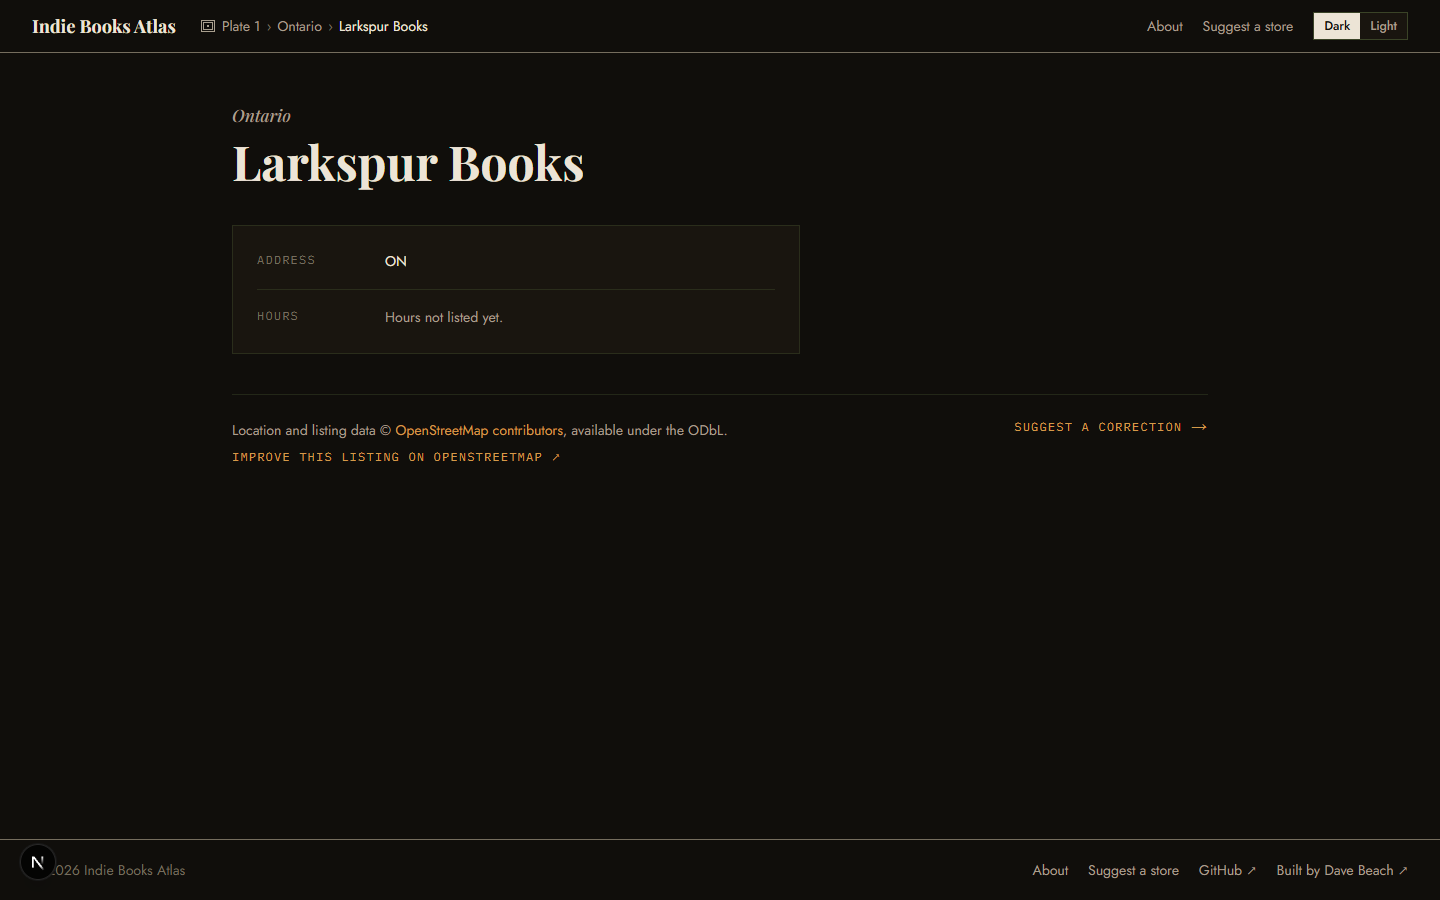 Indie Books Atlas Plate 1 › Ontario › Larkspur Books About Suggest a store Dark Light
Ontario
Larkspur Books
ADDRESS ON
HOURS Hours not listed yet.
Location and listing data © OpenStreetMap contributors, available under the ODbL. SUGGEST A CORRECTION →
IMPROVE THIS LISTING ON OPENSTREETMAP ↗
N 026 Indie Books Atlas About Suggest a store GitHub ↗ Built by Dave Beach ↗